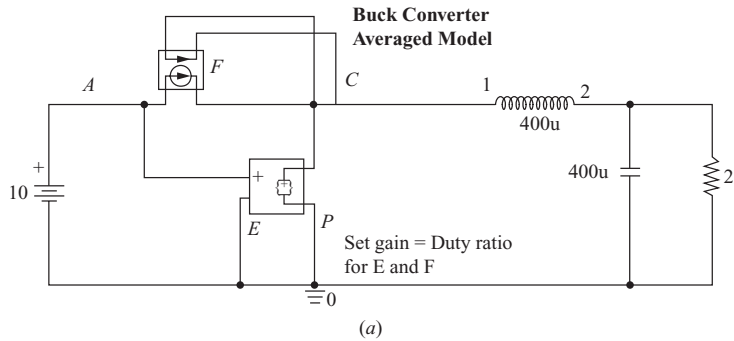 Buck Converter
Averaged Model
F
A
C
1
2
400u
+
10
400u
2
+
+
E
P
Set gain = Duty ratio
for E and F
0
(a)